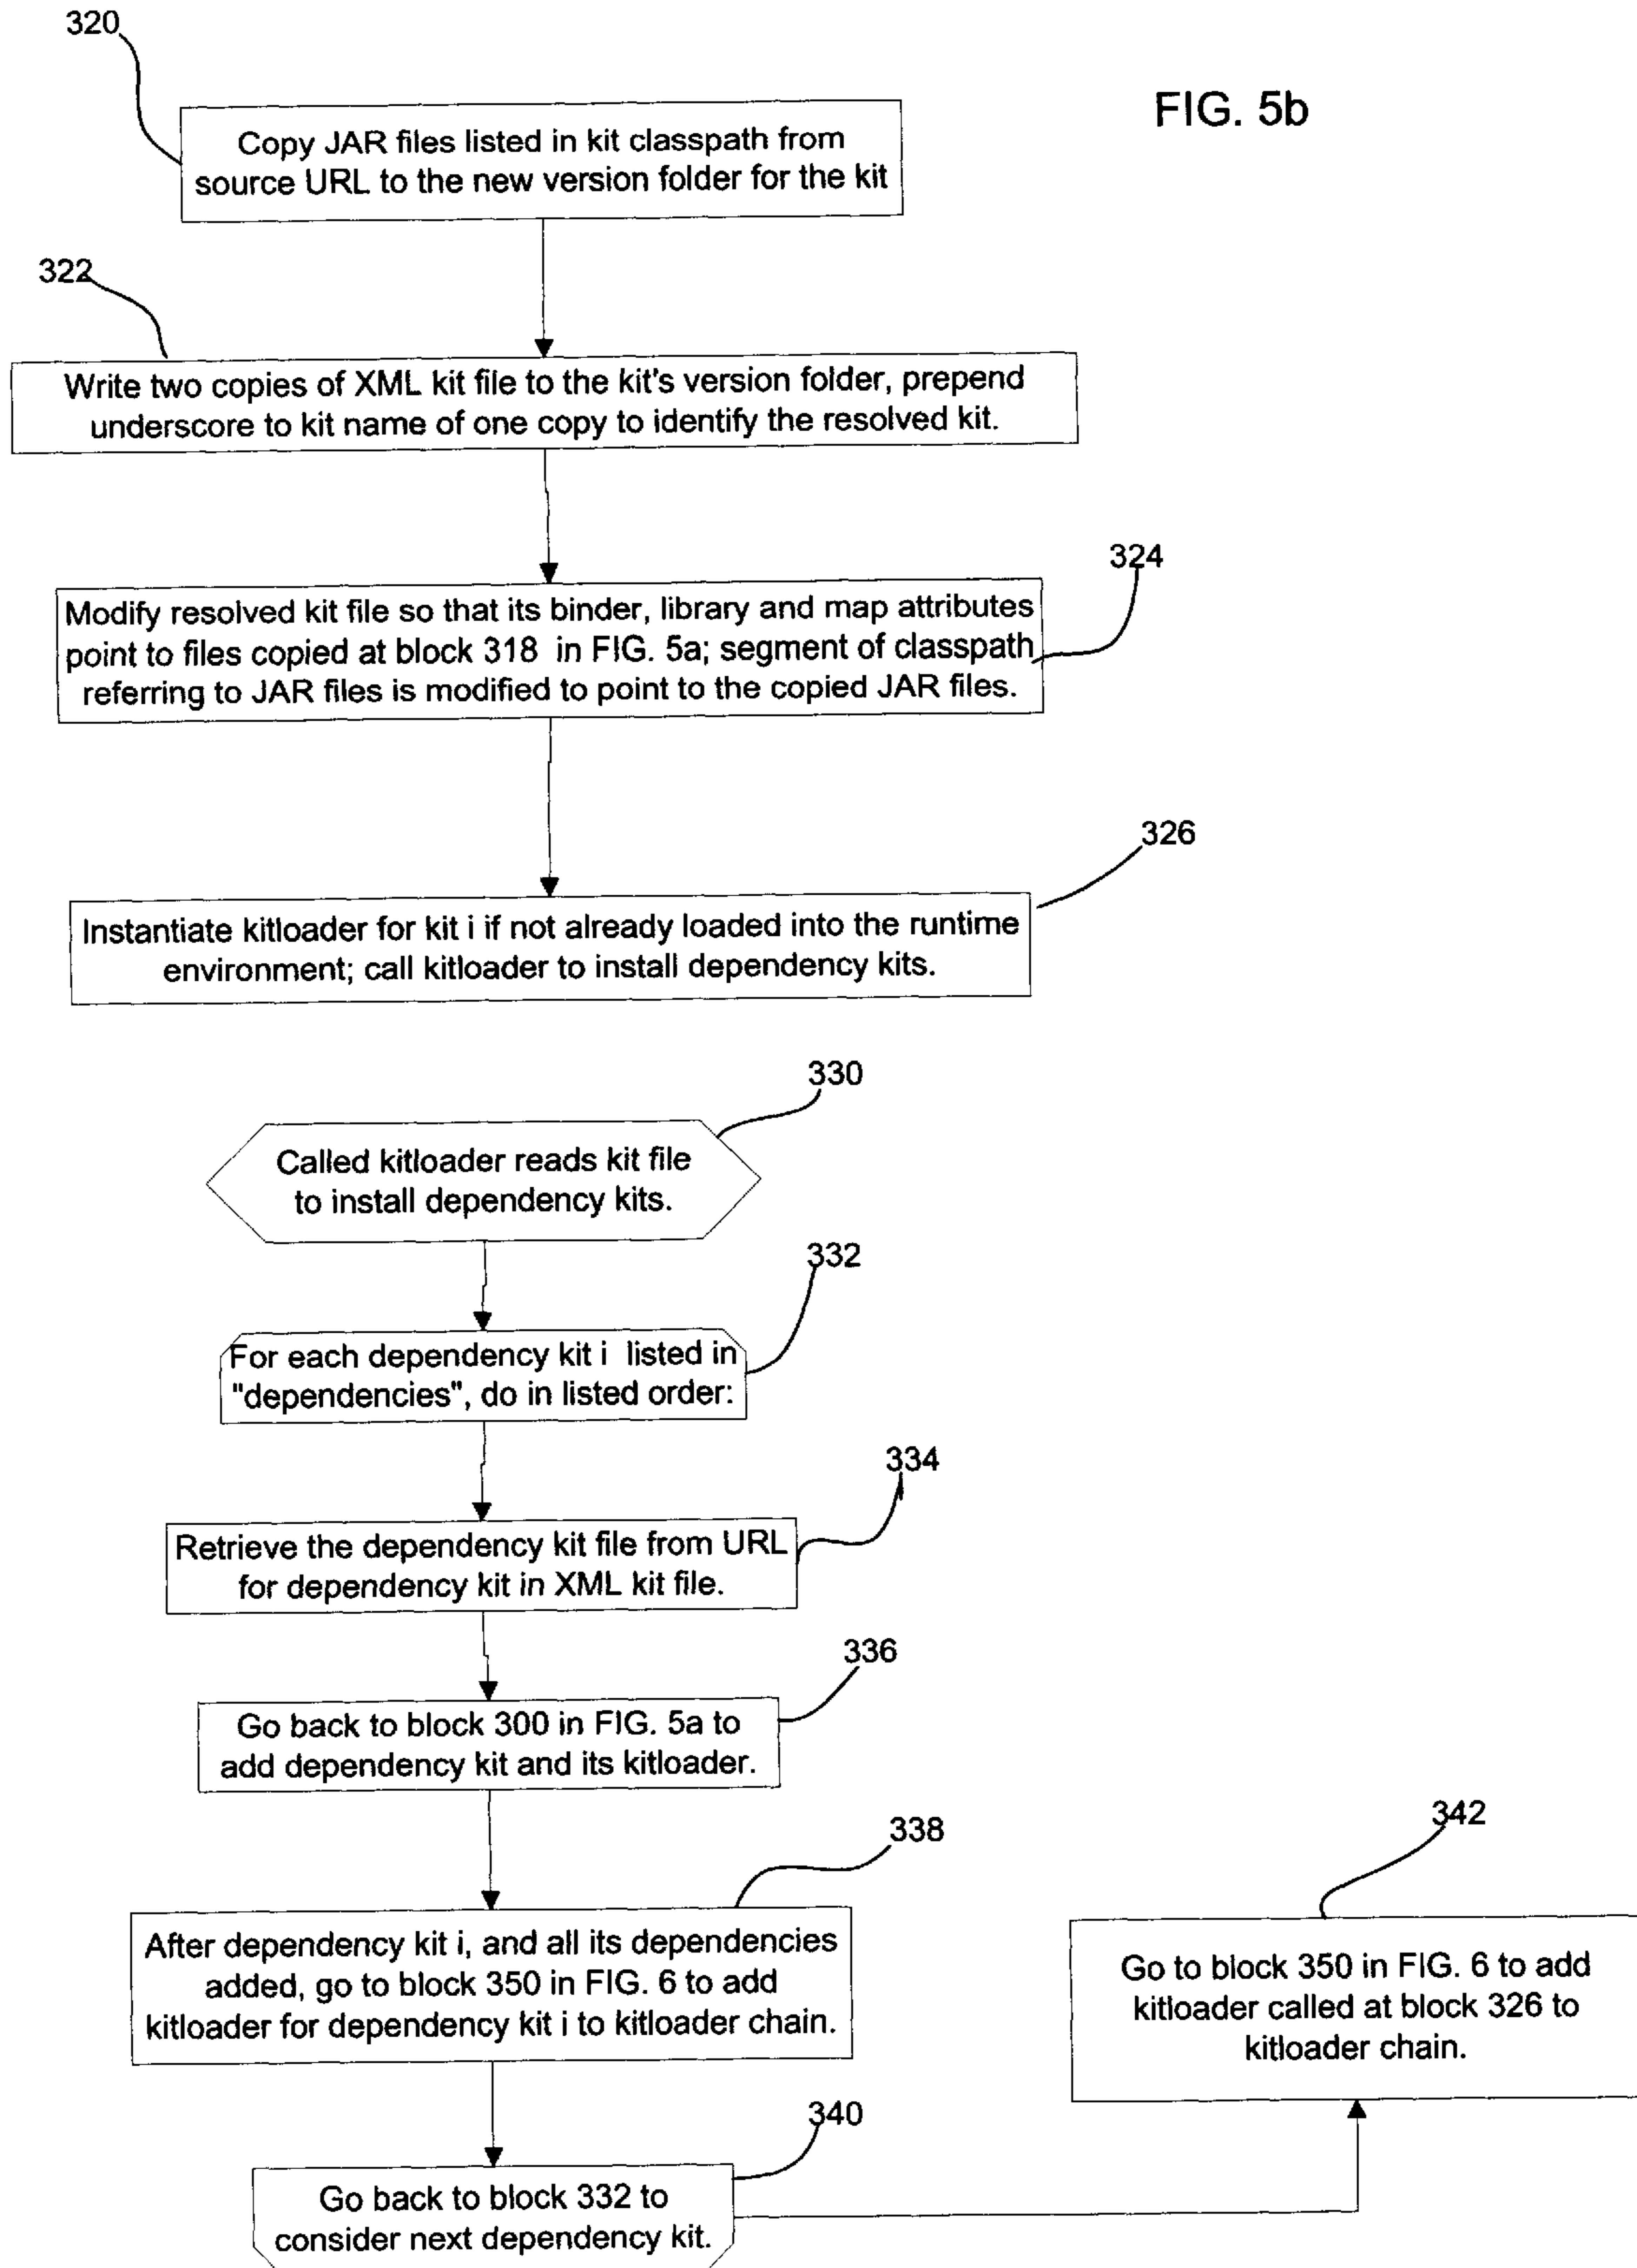 320
FIG. 5b
Copy JAR files listed in kit classpath from
source URL to the new version folder for the kit
322
Write two copies of XML kit file to the kit's version folder, prepend
underscore to kit name of one copy to identify the resolved kit.
324
Modify resolved kit file so that its binder, library and map attributes
point to files copied at block 318 in FIG. 5a; segment of classpath
referring to JAR files is modified to point to the copied JAR files.
326
Instantiate kitloader for kit i if not already loaded into the runtime
environment; call kitloader to install dependency kits.
330
Called kitloader reads kit file
to install dependency kits.
332
For each dependency kit i listed in
"dependencies", do in listed order:
334
Retrieve the dependency kit file from URL
for dependency kit in XML kit file.
336
Go back to block 300 in FIG. 5a to
add dependency kit and its kitloader.
338
After dependency kit i, and all its dependencies
added, go to block 350 in FIG. 6 to add
kitloader for dependency kit i to kitloader chain.
342
Go to block 350 in FIG. 6 to add
kitloader called at block 326 to
kitloader chain.
340
Go back to block 332 to
consider next dependency kit.